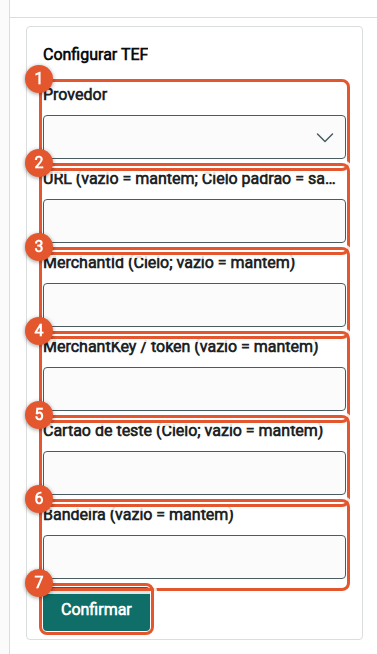 Configurar TEF
1
Provedor
2
URL (vazio = mantem; Cielo padrao = sa...
3
MerchantId (Cielo; vazio = mantem)
4
MerchantKey / token (vazio = mantem)
5
Cartao de teste (Cielo; vazio = mantem)
6
Bandeira (vazio = mantem)
7
Confirmar